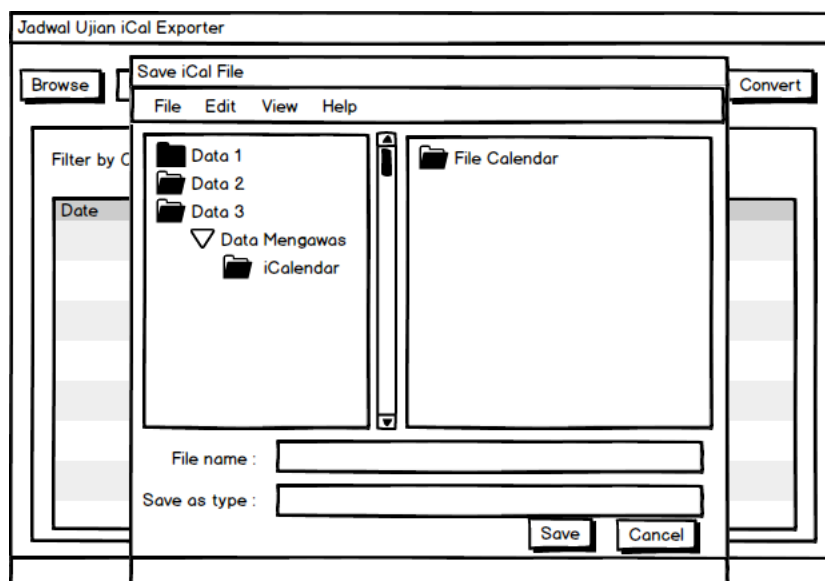 Jadwal Ujian iCal Exporter
Save iCal File
Browse
Convert
File Edit View Help
Data 1
File Calendar
Filter by
Data 2
Date
Data 3
Data Mengawas
iCalendar
File name :
Save as type :
Save Cancel